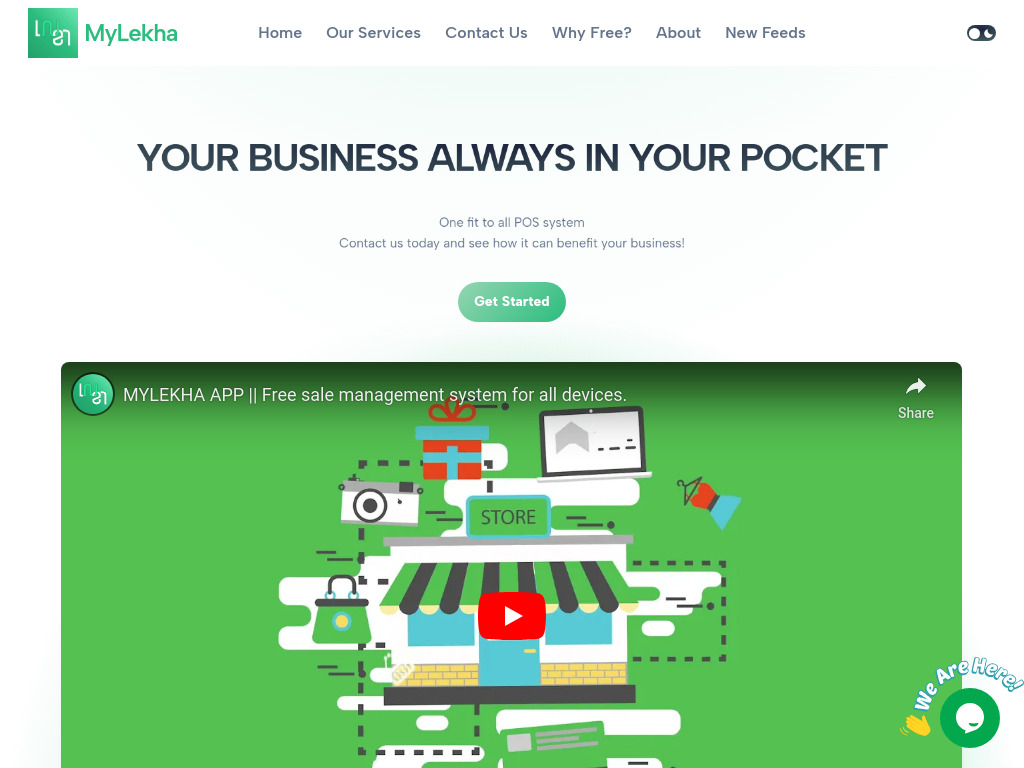 MyLekha
Home
Our Services
Contact Us
Why Free?
About
New Feeds
YOUR BUSINESS ALWAYS IN YOUR POCKET
One fit to all POS system
Contact us today and see how it can benefit your business!
Get Started
MYLEKHA APP || Free sale management system for all devices.
Share
STORE
We Are Here!